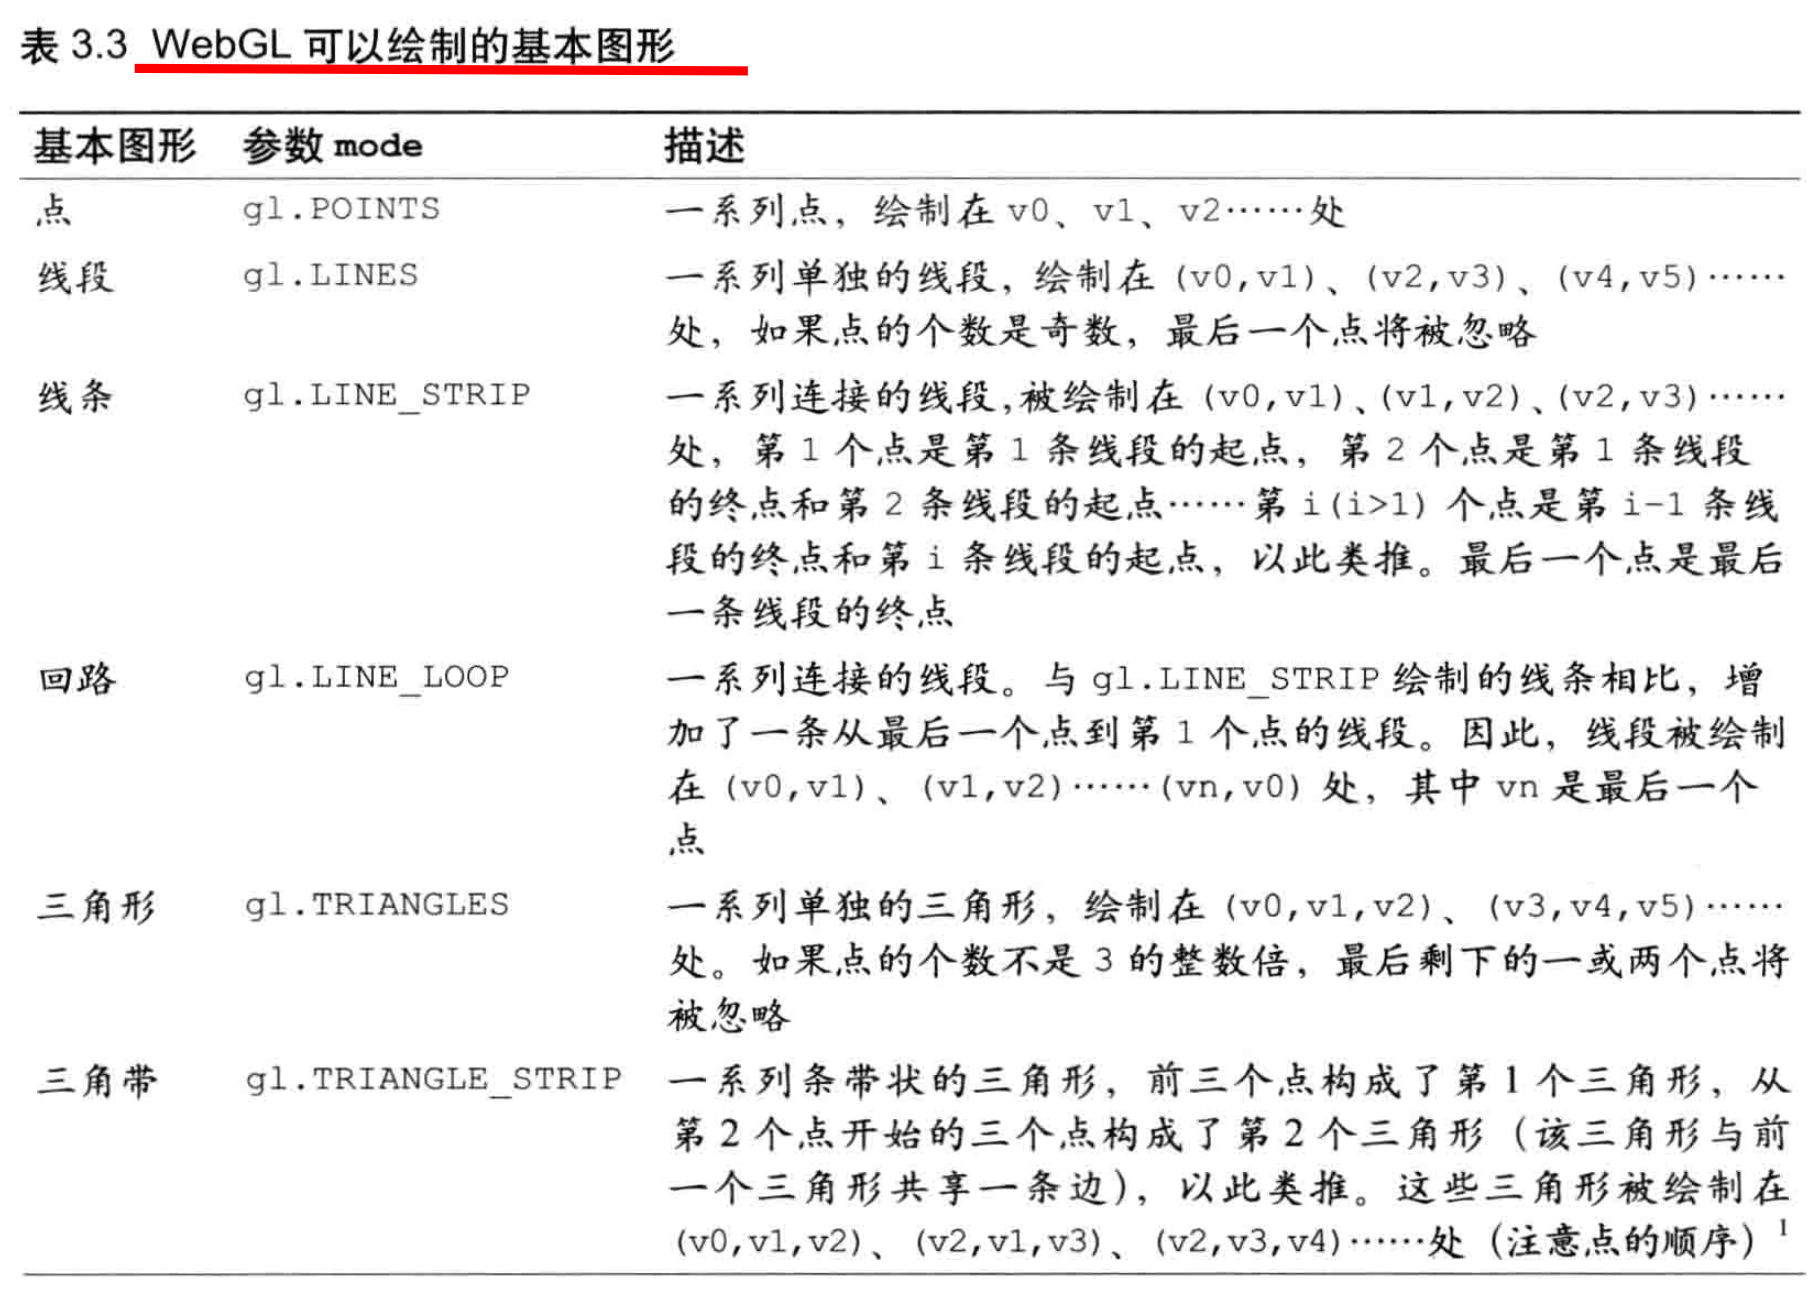 表 3.3 WebGL 可以绘制的基本图形
基本图形 参数 mode 描述
点 gl.POINTS 一系列点，绘制在 v0、v1、v2……处
线段 gl.LINES 一系列单独的线段，绘制在 (v0,v1)、(v2,v3)、(v4,v5)……
处，如果点的个数是奇数，最后一个点将被忽略
线条 gl.LINE_STRIP 一系列连接的线段,被绘制在 (v0,v1)、(v1,v2)、(v2,v3)……
处，第 1 个点是第 1 条线段的起点，第 2 个点是第 1 条线段
的终点和第 2 条线段的起点……第 i(i>1) 个点是第 i-1 条线
段的终点和第 i 条线段的起点，以此类推。最后一个点是最后
一条线段的终点
回路 gl.LINE_LOOP 一系列连接的线段。与 gl.LINE_STRIP 绘制的线条相比，增
加了一条从最后一个点到第 1 个点的线段。因此，线段被绘制
在 (v0,v1)、(v1,v2)……(vn,v0) 处，其中 vn 是最后一个
点
三角形 gl.TRIANGLES 一系列单独的三角形，绘制在 (v0,v1,v2)、(v3,v4,v5)……
处。如果点的个数不是 3 的整数倍，最后剩下的一或两个点将
被忽略
三角带 gl.TRIANGLE_STRIP 一系列条带状的三角形，前三个点构成了第 1 个三角形，从
第 2 个点开始的三个点构成了第 2 个三角形（该三角形与前
一个三角形共享一条边），以此类推。这些三角形被绘制在
(v0,v1,v2)、(v2,v1,v3)、(v2,v3,v4)……处（注意点的顺序）1